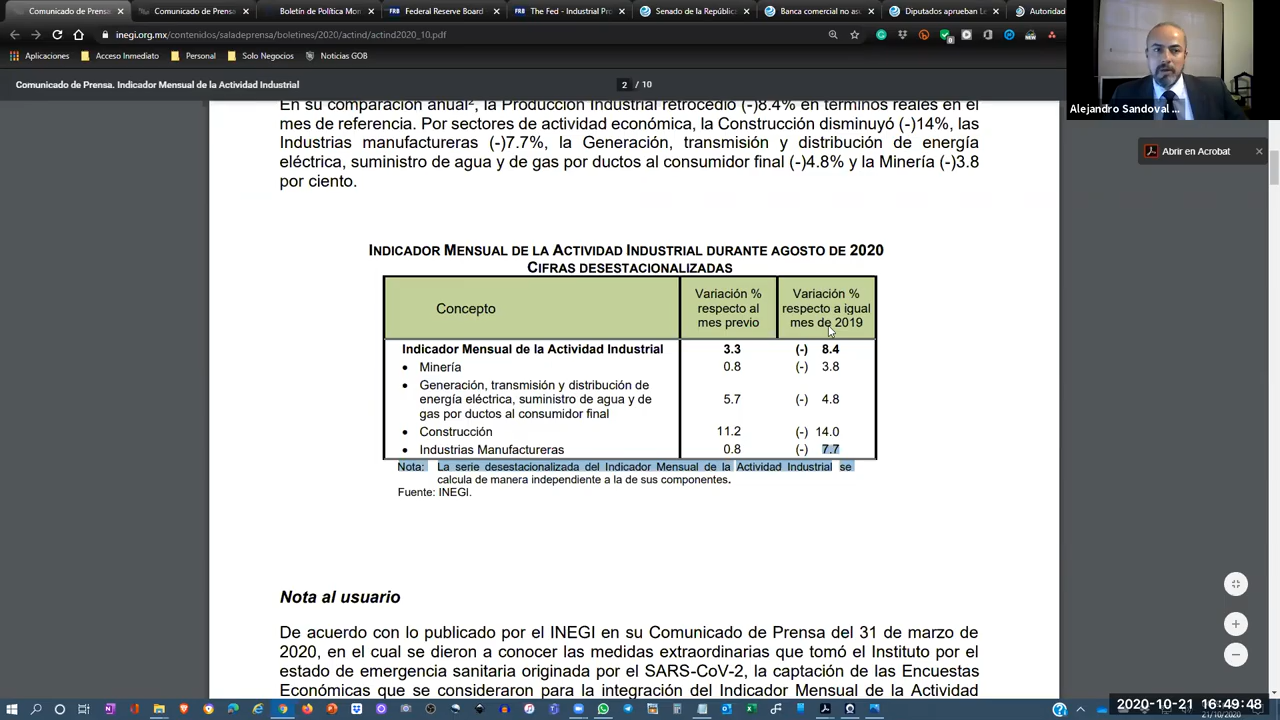 Comunicado de Prensa
Comunicado de Prens
Boletín de Política Mon
Federal Reserve Board
The Fed - Industrial Pro
Senado de la Repúblic
Banca comercial no au
Diputados aprueban L
Autoridad
inegi.org.mx/contenidos/saladeprensa/boletines/2020/actind/actind2020_10.pdf
Aplicaciones
Acceso Inmediato
Personal
Solo Negocios
Noticias GOB
Alejandro Sandoval ...
Comunicado de Prensa. Indicador Mensual de la Actividad Industrial
2 / 10
Abrir en Acrobat
En su comparación anual², la Producción Industrial retrocedió (-)8.4% en términos reales en el
mes de referencia. Por sectores de actividad económica, la Construcción disminuyó (-)14%, las
Industrias manufactureras (-)7.7%, la Generación, transmisión y distribución de energía
eléctrica, suministro de agua y de gas por ductos al consumidor final (-)4.8% y la Minería (-)3.8
por ciento.
INDICADOR MENSUAL DE LA ACTIVIDAD INDUSTRIAL DURANTE AGOSTO DE 2020
CIFRAS DESESTACIONALIZADAS
Concepto
Variación %
respecto al
mes previo
Variación %
respecto a igual
mes de 2019
Indicador Mensual de la Actividad Industrial 3.3 (-) 8.4
• Minería 0.8 (-) 3.8
• Generación, transmisión y distribución de
energía eléctrica, suministro de agua y de 5.7 (-) 4.8
gas por ductos al consumidor final
• Construcción 11.2 (-) 14.0
• Industrias Manufactureras 0.8 (-) 7.7
Nota: La serie desestacionalizada del Indicador Mensual de la Actividad Industrial se
calcula de manera independiente a la de sus componentes.
Fuente: INEGI.
Nota al usuario
De acuerdo con lo publicado por el INEGI en su Comunicado de Prensa del 31 de marzo de
2020, en el cual se dieron a conocer las medidas extraordinarias que tomó el Instituto por el
estado de emergencia sanitaria originada por el SARS-CoV-2, la captación de las Encuestas
Económicas que se consideraron para la integración del Indicador Mensual de la Actividad
2020-10-21 16:49:48
21/10/2020